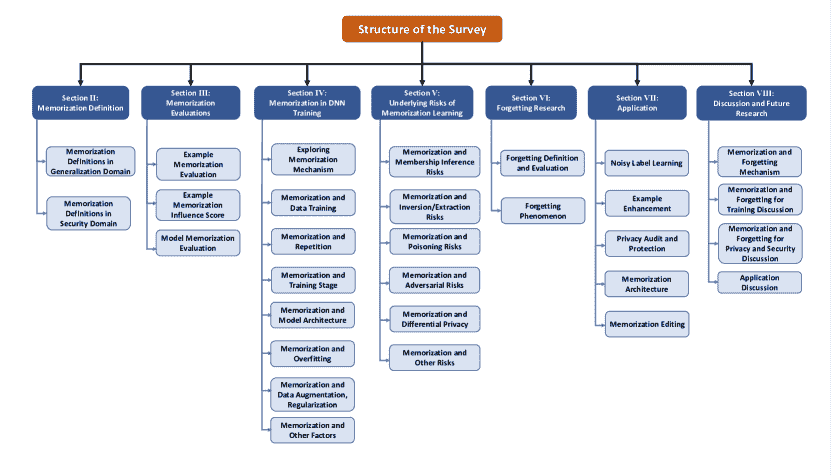 Structure of the Survey
Section II:
Memorization Definition
Memorization
Definitions in
Generalization Domain
Memorization
Definitions in
Security Domain
Section III:
Memorization
Evaluations
Example
Memorization
Evaluation
Example
Memorization
Influence Score
Model Memorization
Evaluation
Section IV:
Memorization in DNN
Training
Exploring
Memorization
Mechanism
Memorization and
Data Training
Memorization and
Repetition
Memorization and
Training Stage
Memorization and
Model Architecture
Memorization and
Overfitting
Memorization and
Data Augmentation,
Regularization
Memorization and
Other Factors
Section V:
Underlying Risks of
Memorization Learning
Memorization and
Membership Inference
Risks
Memorization and
Inversion/Extraction
Risks
Memorization and
Poisoning Risks
Memorization and
Adversarial Risks
Memorization and
Differential Privacy
Memorization and
Other Risks
Section VI:
Forgetting Research
Forgetting Definition
and Evaluation
Forgetting
Phenomenon
Section VII:
Application
Noisy Label Learning
Example
Enhancement
Privacy Audit and
Protection
Memorization
Architecture
Memorization Editing
Section VIII:
Discussion and Future
Research
Memorization and
Forgetting
Mechanism
Memorization and
Forgetting for
Training Discussion
Memorization and
Forgetting for
Privacy and Security
Discussion
Application
Discussion